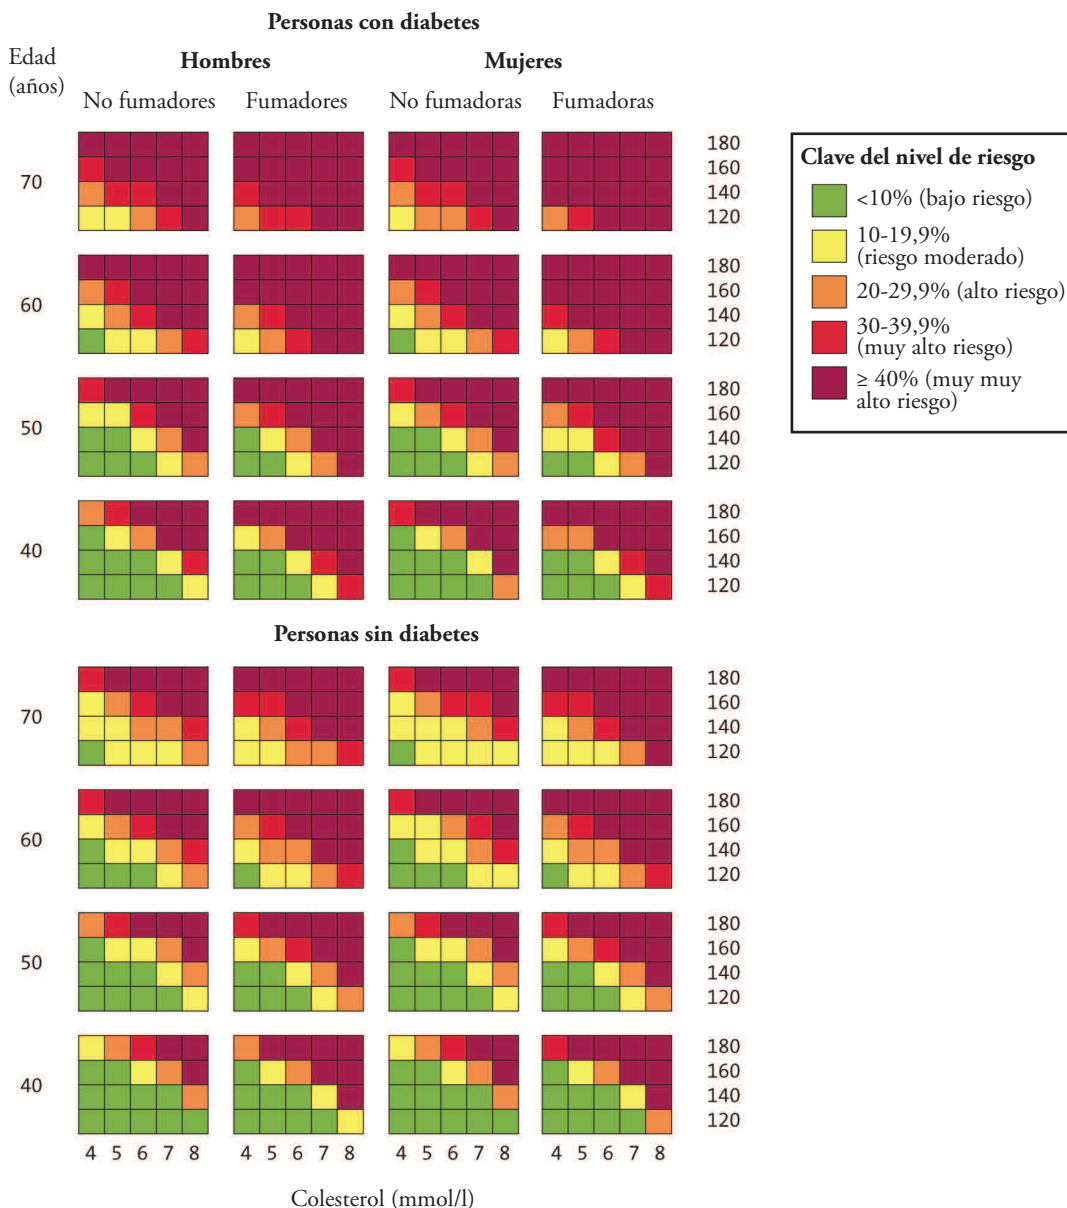 Personas con diabetes
Edad
(años)
Hombres
Mujeres
No fumadores
Fumadores
No fumadoras
Fumadoras
70
180
160
140
120
60
180
160
140
120
50
180
160
140
120
40
180
160
140
120
Clave del nivel de riesgo
<10% (bajo riesgo)
10-19,9%
(riesgo moderado)
20-29,9% (alto riesgo)
30-39,9%
(muy alto riesgo)
≥ 40% (muy muy
alto riesgo)
Personas sin diabetes
70
180
160
140
120
60
180
160
140
120
50
180
160
140
120
40
180
160
140
120
4 5 6 7 8
4 5 6 7 8
4 5 6 7 8
4 5 6 7 8
Colesterol (mmol/l)